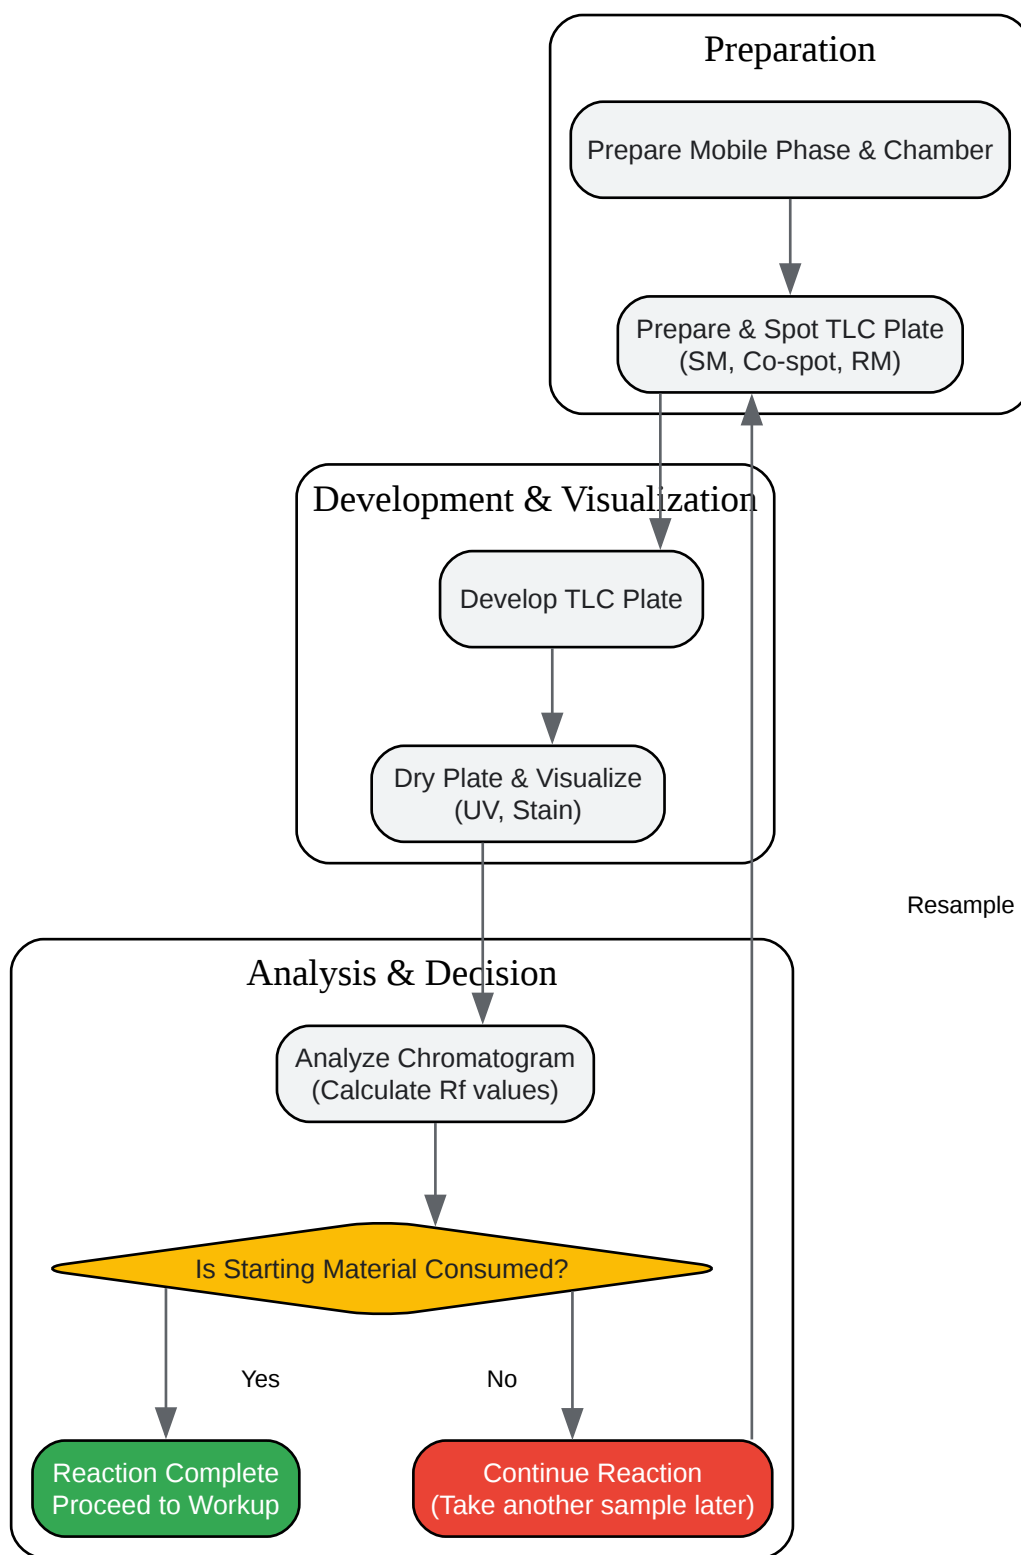 Preparation
Prepare Mobile Phase & Chamber
Prepare & Spot TLC Plate
(SM, Co-spot, RM)
Development & Visualization
Develop TLC Plate
Dry Plate & Visualize
(UV, Stain)
Resample
Analysis & Decision
Analyze Chromatogram
(Calculate Rf values)
Is Starting Material Consumed?
Yes
No
Reaction Complete
Proceed to Workup
Continue Reaction
(Take another sample later)